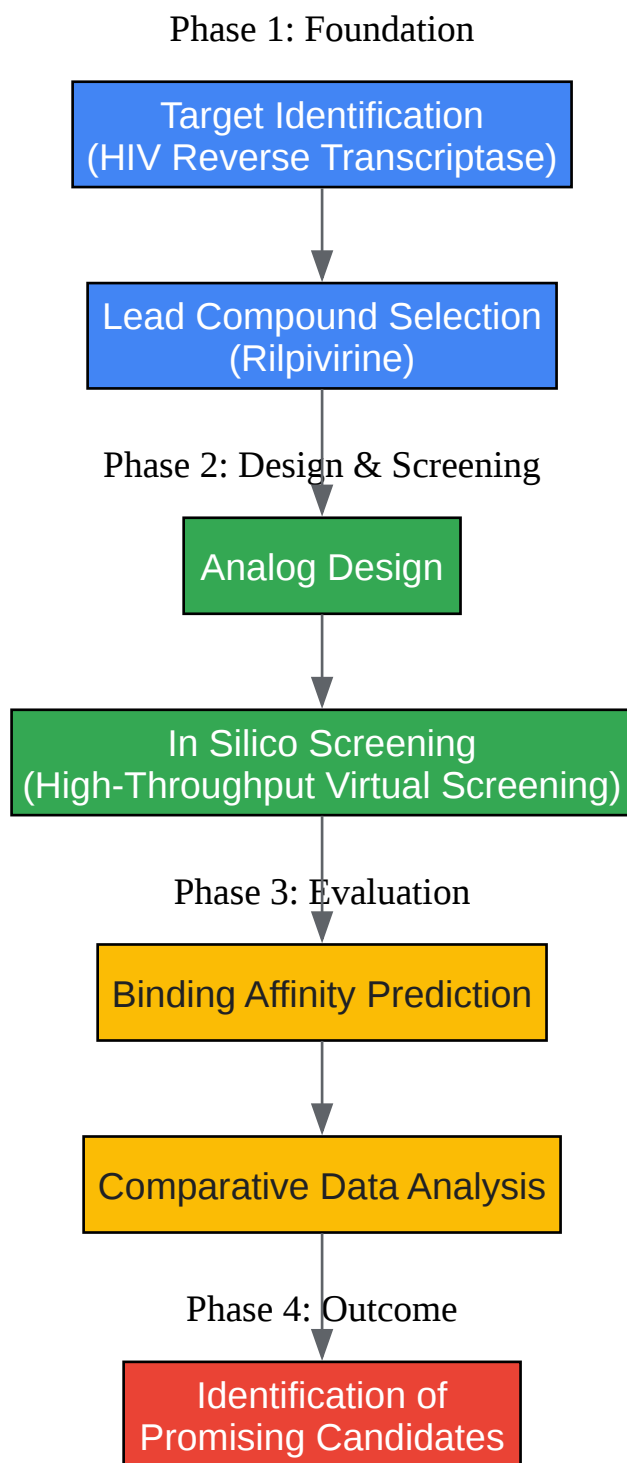 Phase 1: Foundation
Target Identification
(HIV Reverse Transcriptase)
Lead Compound Selection
(Rilpivirine)
Phase 2: Design & Screening
Analog Design
In Silico Screening
(High-Throughput Virtual Screening)
Phase 3: Evaluation
Binding Affinity Prediction
Comparative Data Analysis
Phase 4: Outcome
Identification of
Promising Candidates